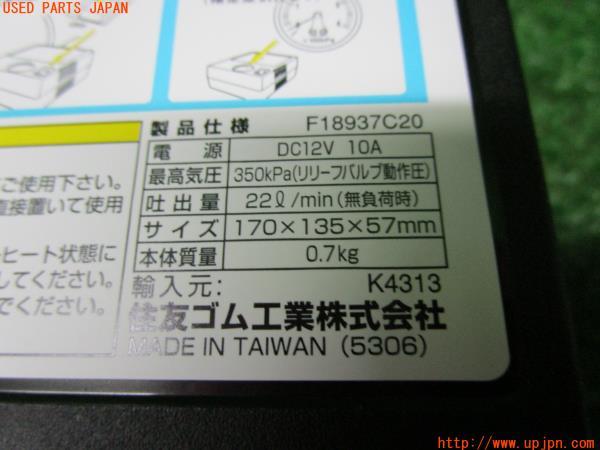 USED PARTS JAPAN
製品仕様 F18937C20
電源 DC12V 10A
最高気圧 350kPa(リリーフバルブ動作圧)
吐出量 22ℓ/min(無負荷時)
サイズ 170×135×57mm
本体質量 0.7kg
輸入元: K4313
住友ゴム工業株式会社
MADE IN TAIWAN (5306)
ご使用下さい。
直接置いて使用
ーヒート状態に
してください。
でください。
http://www.upjpn.com/